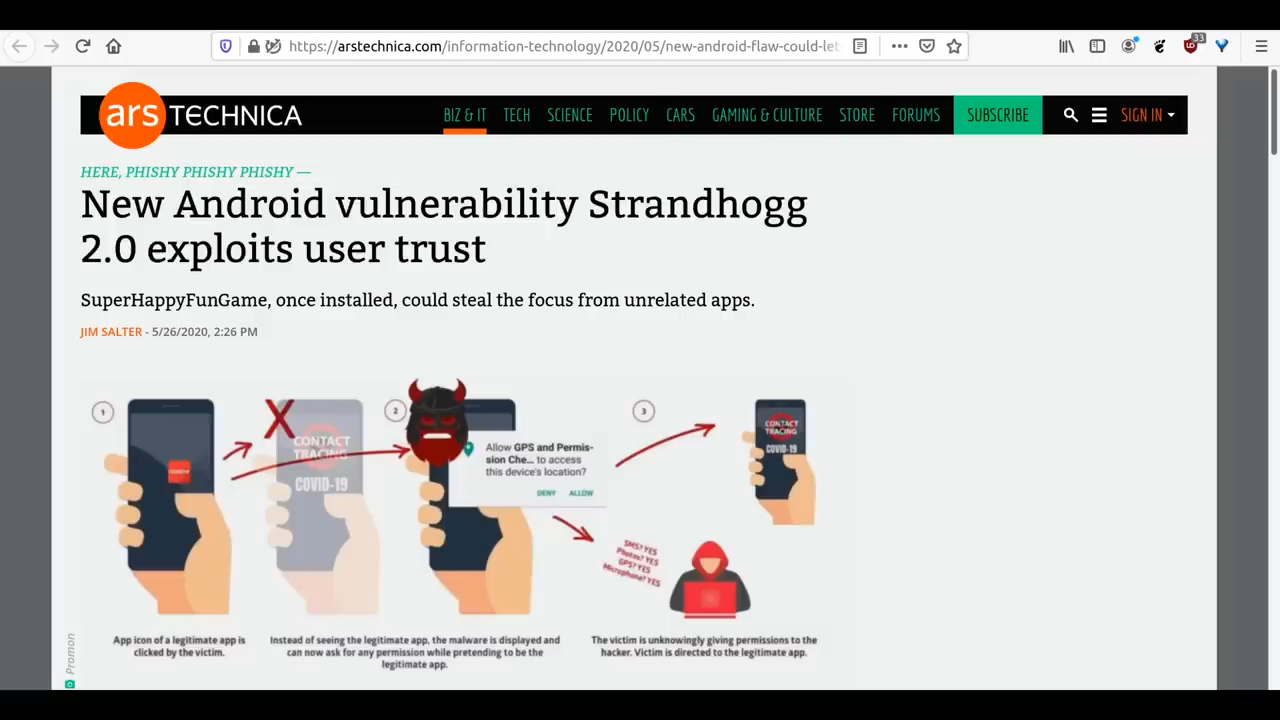 https://arstechnica.com/information-technology/2020/05/new-android-flaw-could-let
33
ars TECHNICA
BIZ & IT TECH SCIENCE POLICY CARS GAMING & CULTURE STORE FORUMS SUBSCRIBE SIGN IN
HERE, PHISHY PHISHY PHISHY —
New Android vulnerability Strandhogg
2.0 exploits user trust
SuperHappyFunGame, once installed, could steal the focus from unrelated apps.
JIM SALTER - 5/26/2020, 2:26 PM
1
CONTACT
TRACING
COVID-19
2
Allow GPS and Permis-
sion Che... to access
this device's location?
DENY ALLOW
3
CONTACT
TRACING
COVID-19
SMS? YES
Photos? YES
GPS? YES
Microphone? YES
App icon of a legitimate app is
clicked by the victim.
Instead of seeing the legitimate app, the malware is displayed and
can now ask for any permission while pretending to be the
legitimate app.
The victim is unknowingly giving permissions to the
hacker. Victim is directed to the legitimate app.
Promon